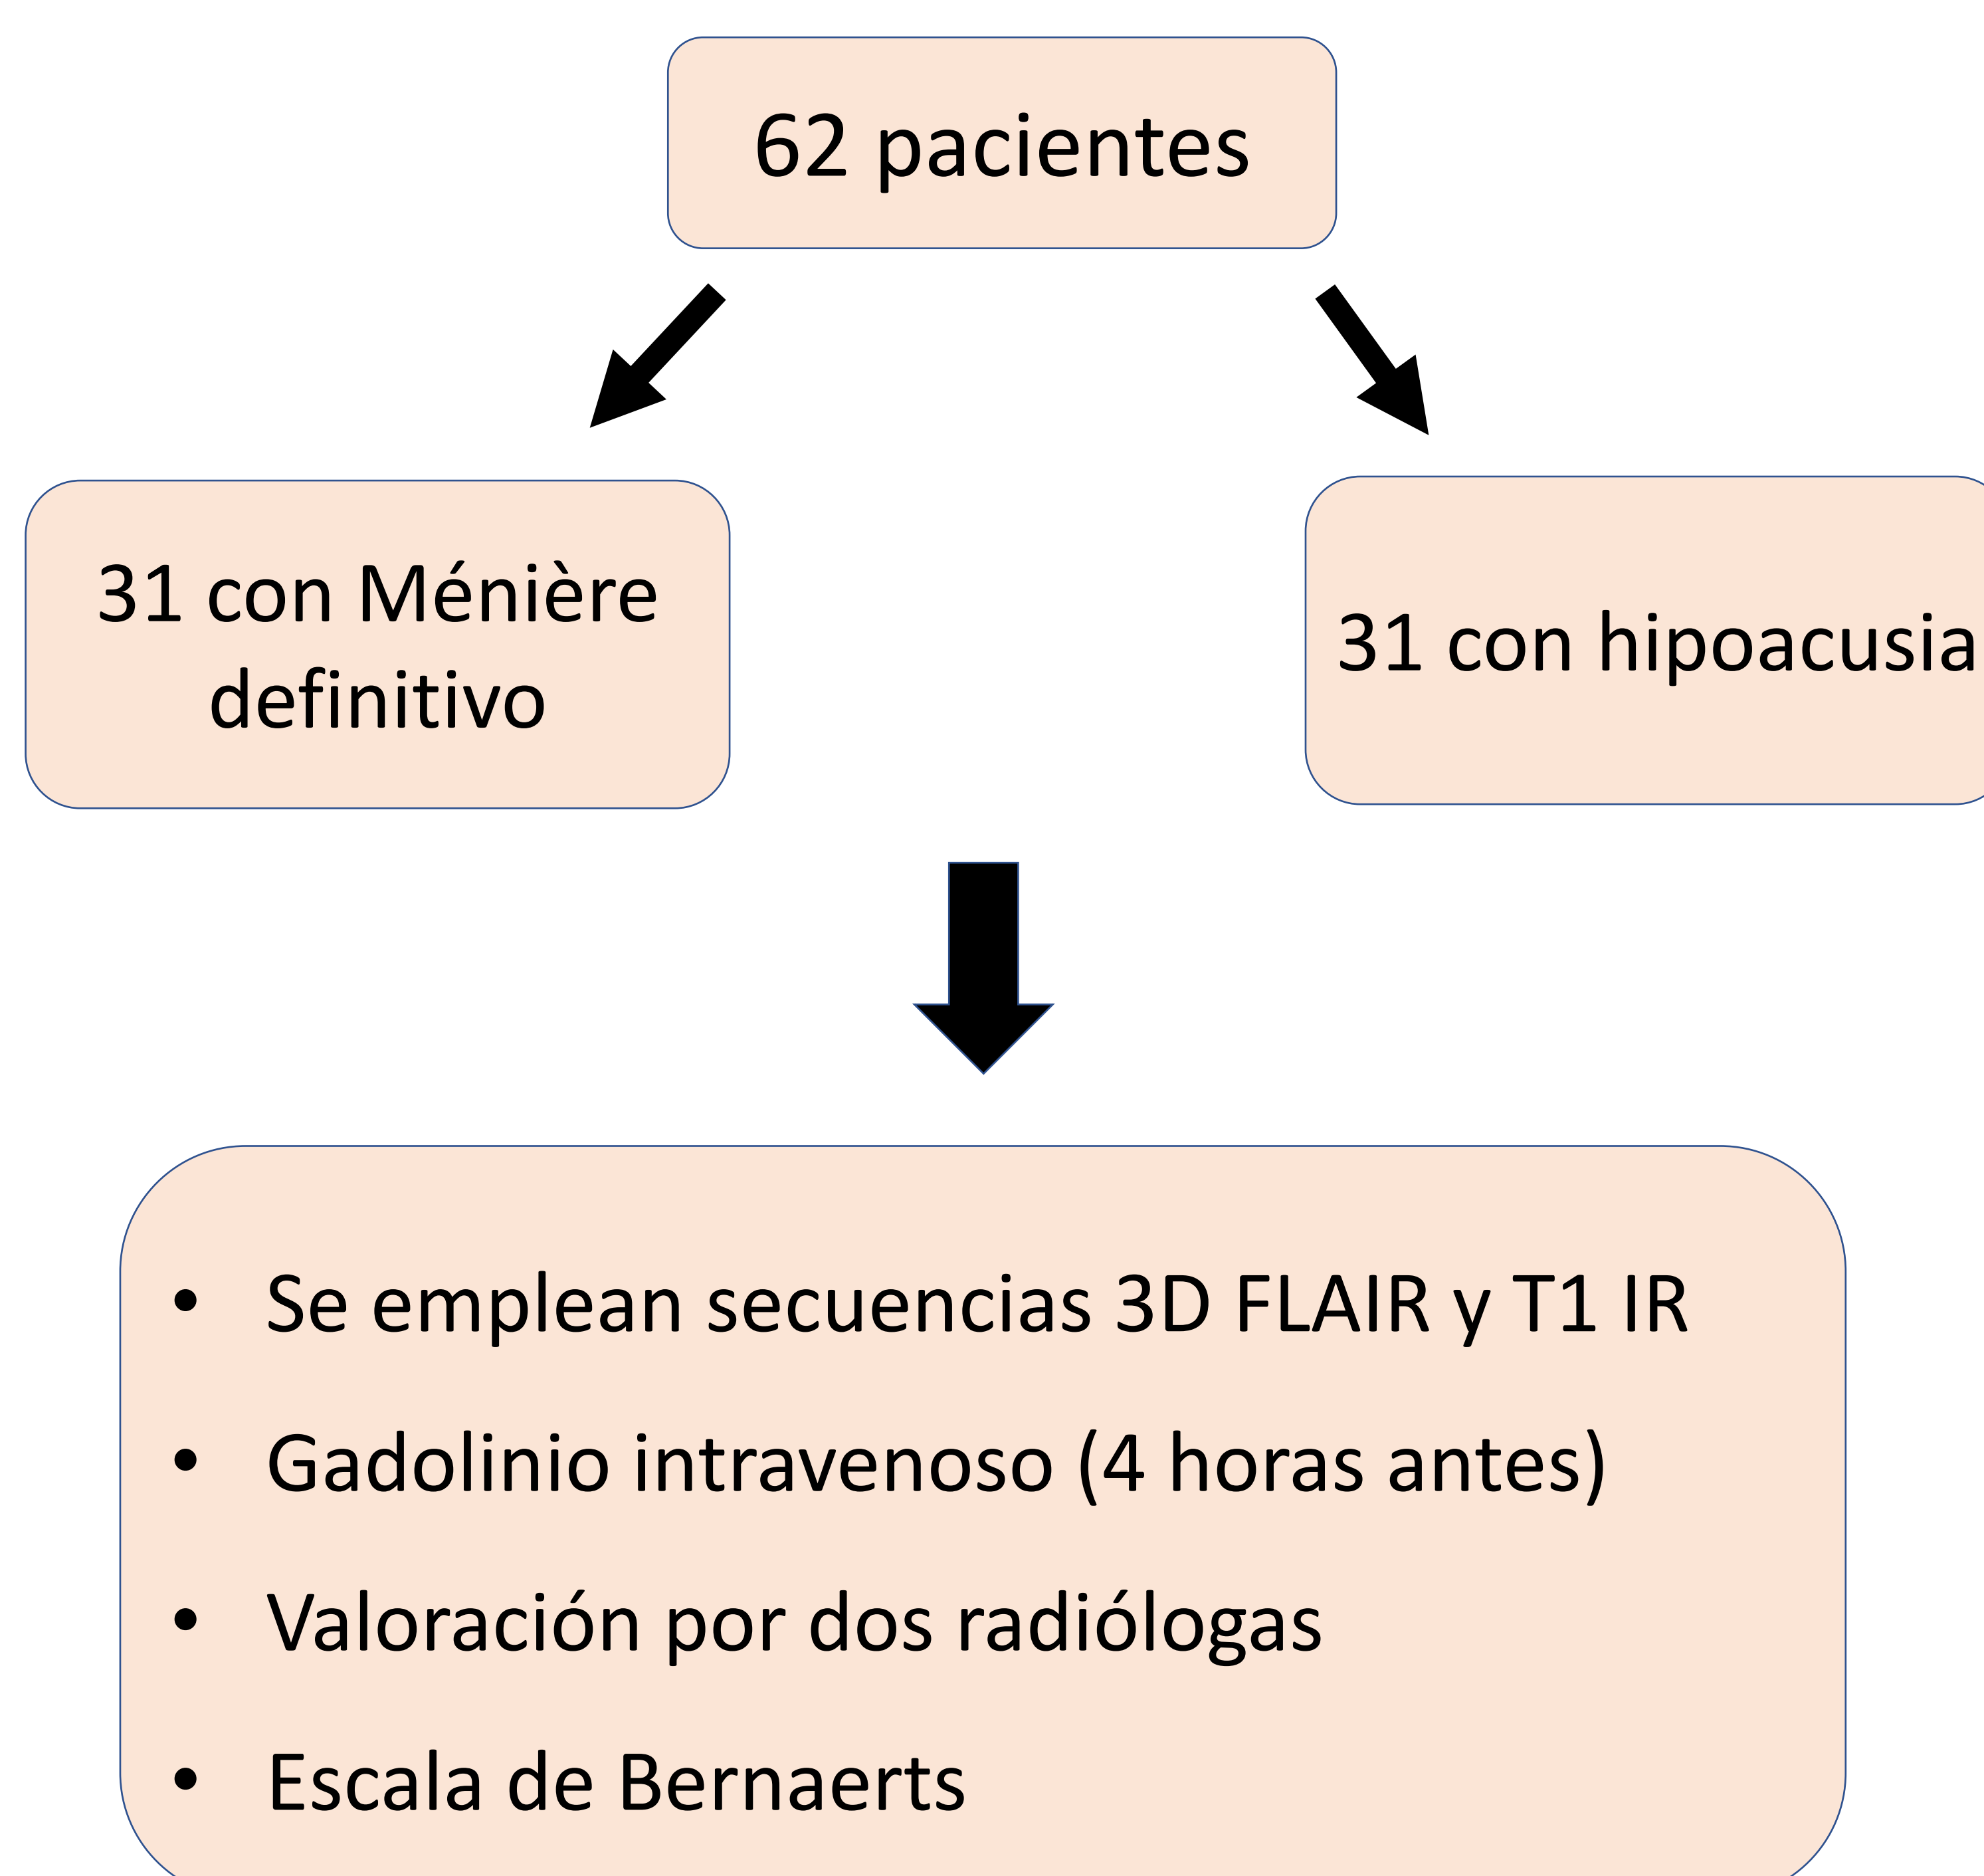 62 pacientes
31 con Ménière
definitivo
31 con hipoacusia
• Se emplean secuencias 3D FLAIR y T1 IR
• Gadolinio intravenoso (4 horas antes)
• Valoración por dos radiólogas
• Escala de Bernaerts